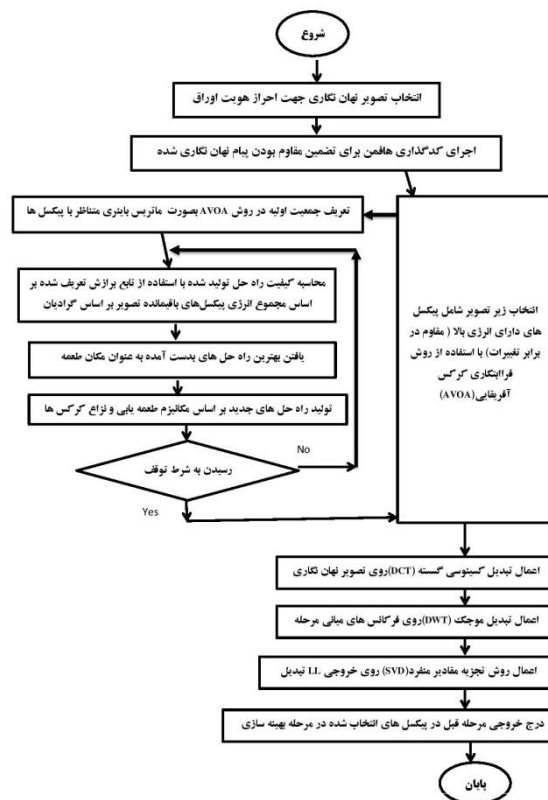 شروع
انتخاب تصویر نهان نگاری جهت احراز هویت اوراق
اجرای کدگذاری هافمن برای تضمین مقاوم بودن پیام نهان نگاری شده
انتخاب زیر تصویر شامل پیکسل
های دارای انرژی بالا ( مقاوم در
برابر تغییرات) با استفاده از روش
فراابتکاری کرکس
آفریقایی(AVOA)
تعریف جمعیت اولیه در روش AVOA بصورت ماتریس باینری متناظر با پیکسل ها
محاسبه کیفیت راه حل تولید شده با استفاده از تابع برازش تعریف شده بر
اساس مجموع انرژی پیکسل‌های باقیمانده تصویر بر اساس گرادیان
یافتن بهترین راه حل های بدست آمده به عنوان مکان طعمه
تولید راه حل های جدید بر اساس مکانیزم طعمه یابی و نزاع کرکس ها
رسیدن به شرط توقف
No
Yes
اعمال تبدیل کسینوسی گسسته (DCT)روی تصویر نهان نگاری
اعمال تبدیل موجک (DWT)روی فرکانس های میانی مرحله
اعمال روش تجزیه مقادیر منفرد(SVD) روی خروجی LL تبدیل
درج خروجی مرحله قبل در پیکسل های انتخاب شده در مرحله بهینه سازی
پایان